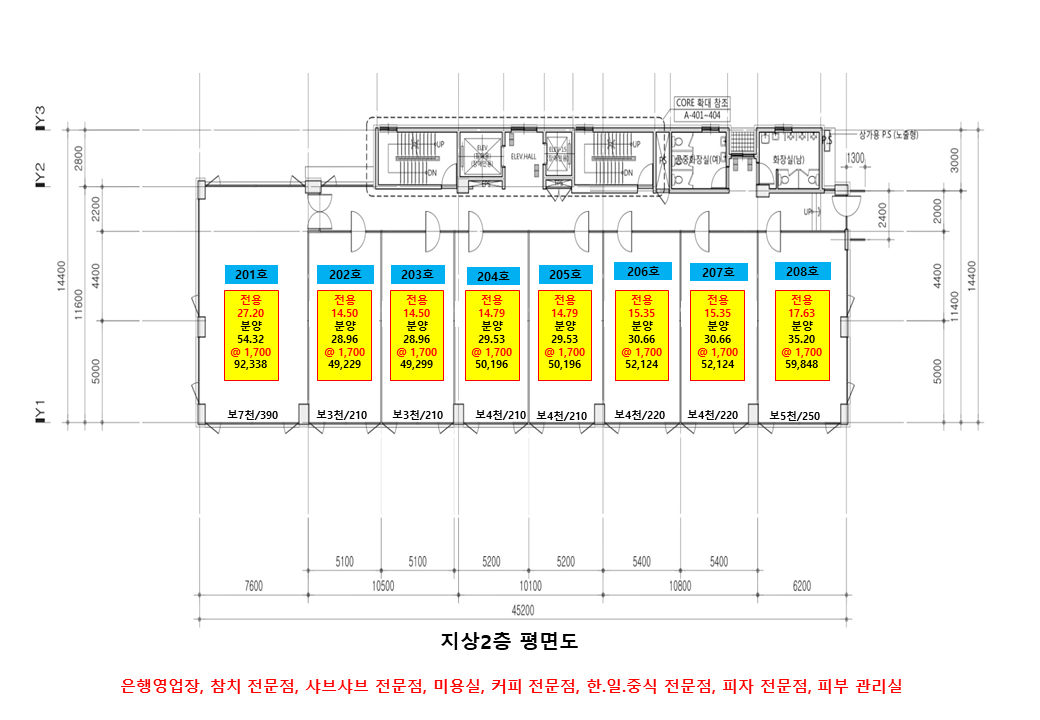 CORE 확대 참조
A-401~404
Y3
Y2
Y1
상가용 P.S (노출형)
2800
2200
4400
5000
14400
11600
UP
DN
ELEV
ELEV.HALL
ELEV-15
UP
DN
P.S
공중화장실(여)
화장실(남)
UP
1300
3000
2400
2000
4400
5000
11400
14400
201호
202호
203호
204호
205호
206호
207호
208호
전용 전용 전용 전용 전용 전용 전용 전용
27.20 14.50 14.50 14.79 14.79 15.35 15.35 17.63
분양 분양 분양 분양 분양 분양 분양 분양
54.32 28.96 28.96 29.53 29.53 30.66 30.66 35.20
@ 1,700 @ 1,700 @ 1,700 @ 1,700 @ 1,700 @ 1,700 @ 1,700 @ 1,700
92,338 49,229 49,299 50,196 50,196 52,124 52,124 59,848
보7천/390 보3천/210 보3천/210 보4천/210 보4천/210 보4천/220 보4천/220 보5천/250
5100 5100 5200 5200 5400 5400
7600 10500 10100 10800 6200
45200
지상2층 평면도
은행영업장, 참치 전문점, 샤브샤브 전문점, 미용실, 커피 전문점, 한.일.중식 전문점, 피자 전문점, 피부 관리실